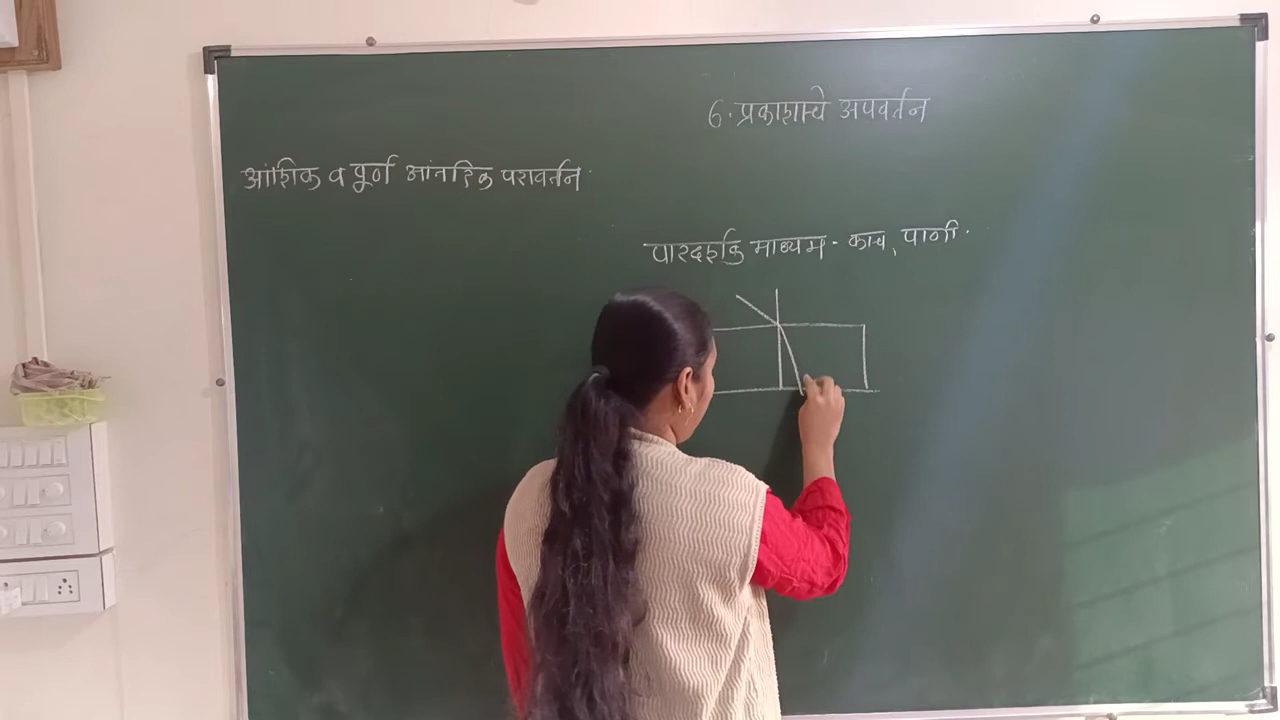 6. प्रकाशाचे अपवर्तन
आंशिक व पूर्ण आंतरिक परावर्तन.
पारदर्शक माध्यम - काच, पाणी.